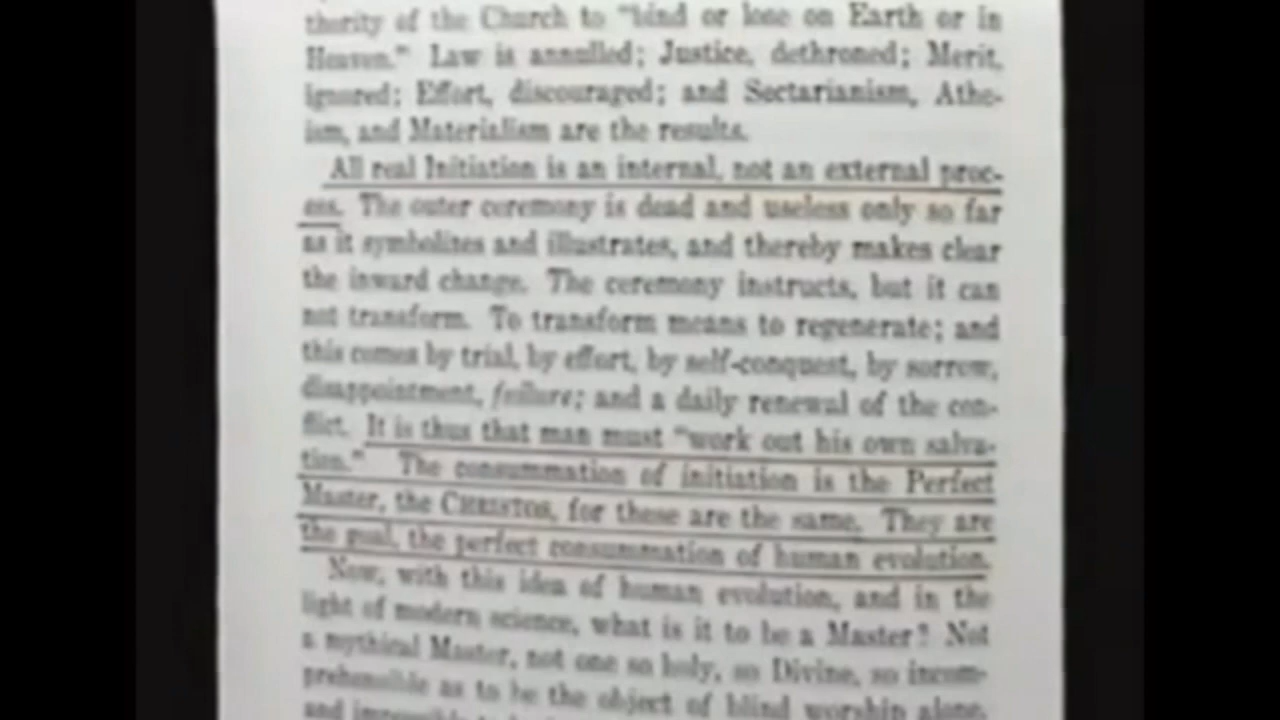 thority of the Church to "bind or lose on Earth or in
Heaven." Law is annulled; Justice, dethroned; Merit,
ignored; Effort, discouraged; and Sectarianism, Athe-
ism, and Materialism are the results.
All real Initiation is an internal, not an external proc-
ess. The outer ceremony is dead and useless only so far
as it symbolizes and illustrates, and thereby makes clear
the inward change. The ceremony instructs, but it can
not transform. To transform means to regenerate; and
this comes by trial, by effort, by self-conquest, by sorrow,
disappointment, failure; and a daily renewal of the con-
flict. It is thus that man must "work out his own salva-
tion." The consummation of initiation is the Perfect
Master, the CHRISTOS, for these are the same. They are
the goal, the perfect consummation of human evolution.
Now, with this idea of human evolution, and in the
light of modern science, what is it to be a Master? Not
a mythical Master, not one so holy, so Divine, so incom-
prehensible as to be the object of blind worship alone,
and